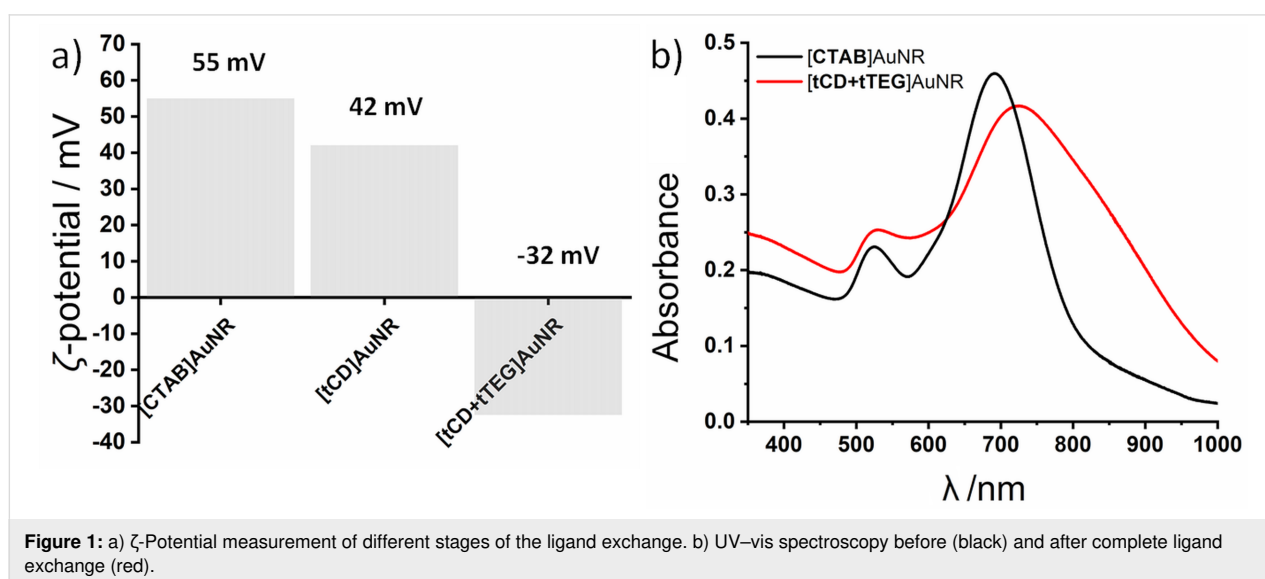 a)
ζ-potential / mV
70
60
50
40
30
20
10
0
-10
-20
-30
-40
55 mV
42 mV
-32 mV
[CTAB]AuNR
[tCD]AuNR
[tCD+tTEG]AuNR
b)
Absorbance
0.5
0.4
0.3
0.2
0.1
0.0
[CTAB]AuNR
[tCD+tTEG]AuNR
400 500 600 700 800 900 1000
λ /nm
Figure 1: a) ζ-Potential measurement of different stages of the ligand exchange. b) UV–vis spectroscopy before (black) and after complete ligand
exchange (red).